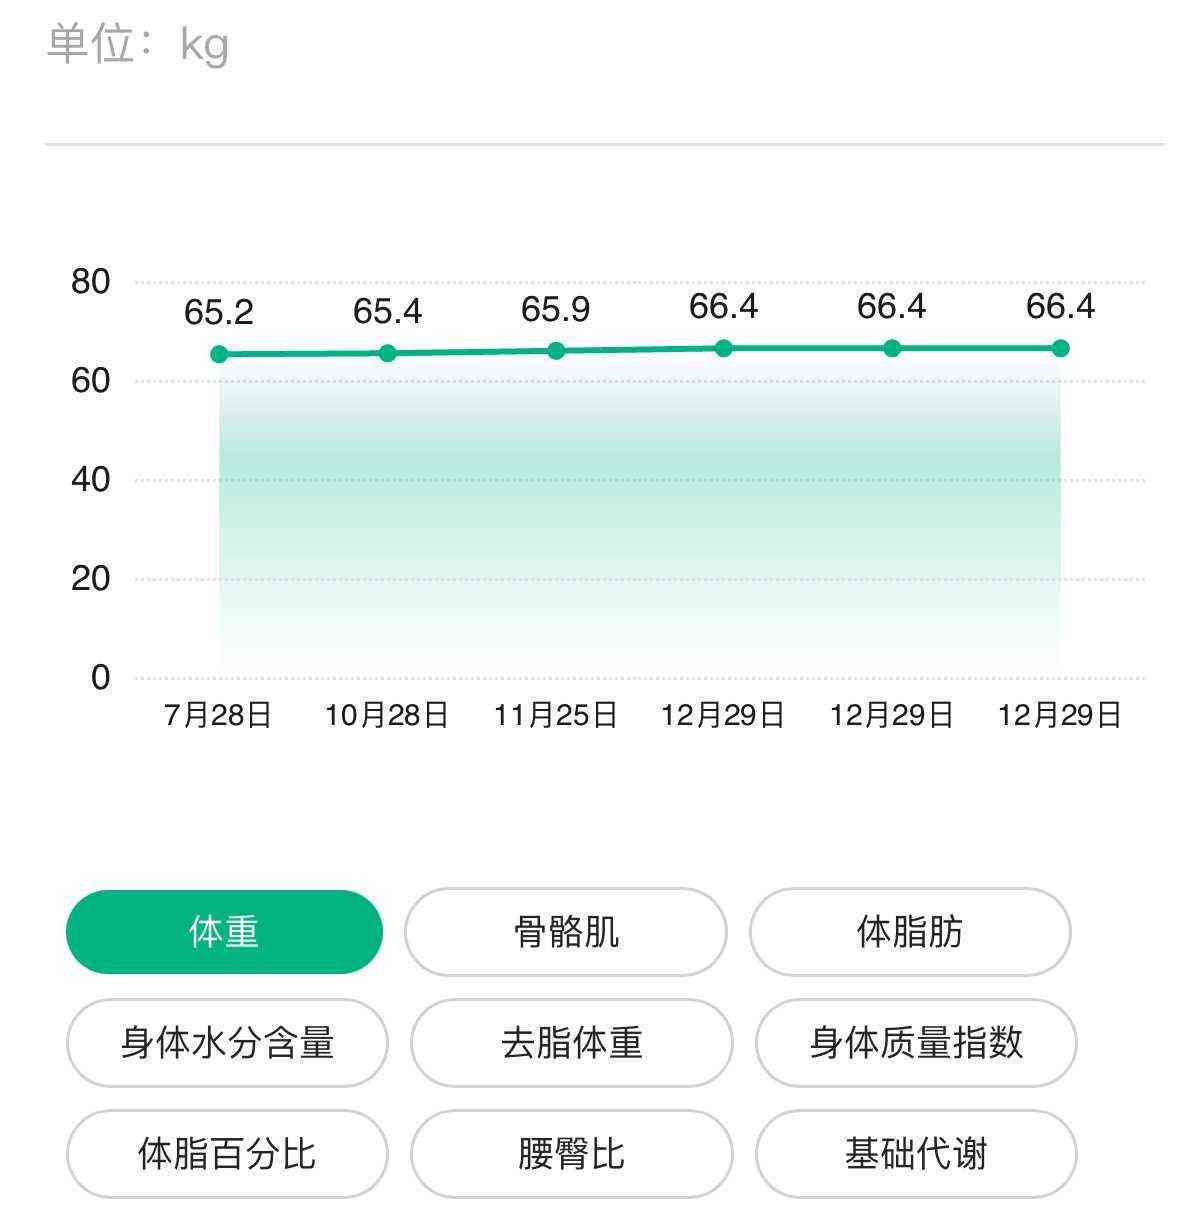 单位：kg
80
65.2 65.4 65.9 66.4 66.4 66.4
60
40
20
0
7月28日 10月28日 11月25日 12月29日 12月29日 12月29日
体重 骨骼肌 体脂肪
身体水分含量 去脂体重 身体质量指数
体脂百分比 腰臀比 基础代谢